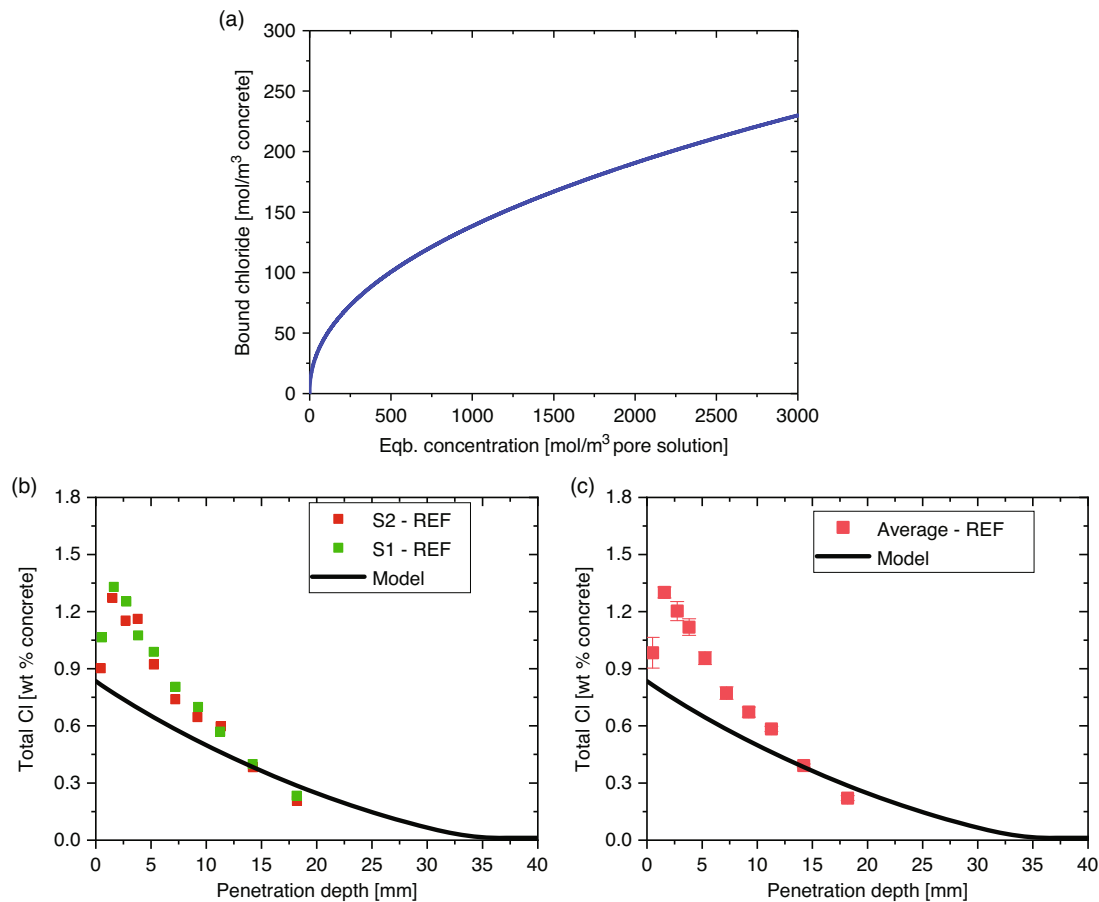 (a)
300
250
200
150
100
50
0
Bound chloride [mol/m³ concrete]
0 500 1000 1500 2000 2500 3000
Eqb. concentration [mol/m³ pore solution]
(b)
1.8
1.5
1.2
0.9
0.6
0.3
0.0
Total Cl [wt % concrete]
S2 - REF
S1 - REF
Model
0 5 10 15 20 25 30 35 40
Penetration depth [mm]
(c)
1.8
1.5
1.2
0.9
0.6
0.3
0.0
Total Cl [wt % concrete]
Average - REF
Model
0 5 10 15 20 25 30 35 40
Penetration depth [mm]